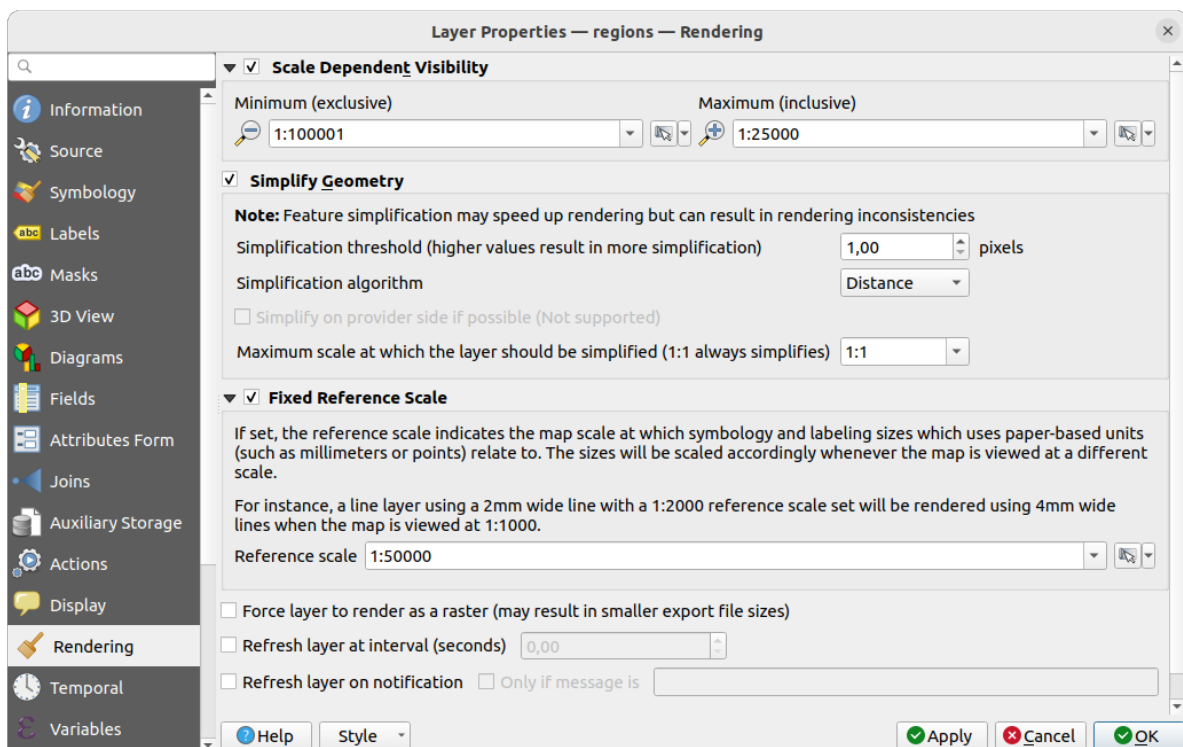 Layer Properties — regions — Rendering
Information
Source
Symbology
abc Labels
abc Masks
3D View
Diagrams
Fields
Attributes Form
Joins
Auxiliary Storage
Actions
Display
Rendering
Temporal
Variables
Scale Dependent Visibility
Minimum (exclusive) Maximum (inclusive)
1:100001 1:25000
Simplify Geometry
Note: Feature simplification may speed up rendering but can result in rendering inconsistencies
Simplification threshold (higher values result in more simplification) 1,00 pixels
Simplification algorithm Distance
Simplify on provider side if possible (Not supported)
Maximum scale at which the layer should be simplified (1:1 always simplifies) 1:1
Fixed Reference Scale
If set, the reference scale indicates the map scale at which symbology and labeling sizes which uses paper-based units
(such as millimeters or points) relate to. The sizes will be scaled accordingly whenever the map is viewed at a different
scale.
For instance, a line layer using a 2mm wide line with a 1:2000 reference scale set will be rendered using 4mm wide
lines when the map is viewed at 1:1000.
Reference scale 1:50000
Force layer to render as a raster (may result in smaller export file sizes)
Refresh layer at interval (seconds) 0,00
Refresh layer on notification Only if message is
Help Style Apply Cancel OK